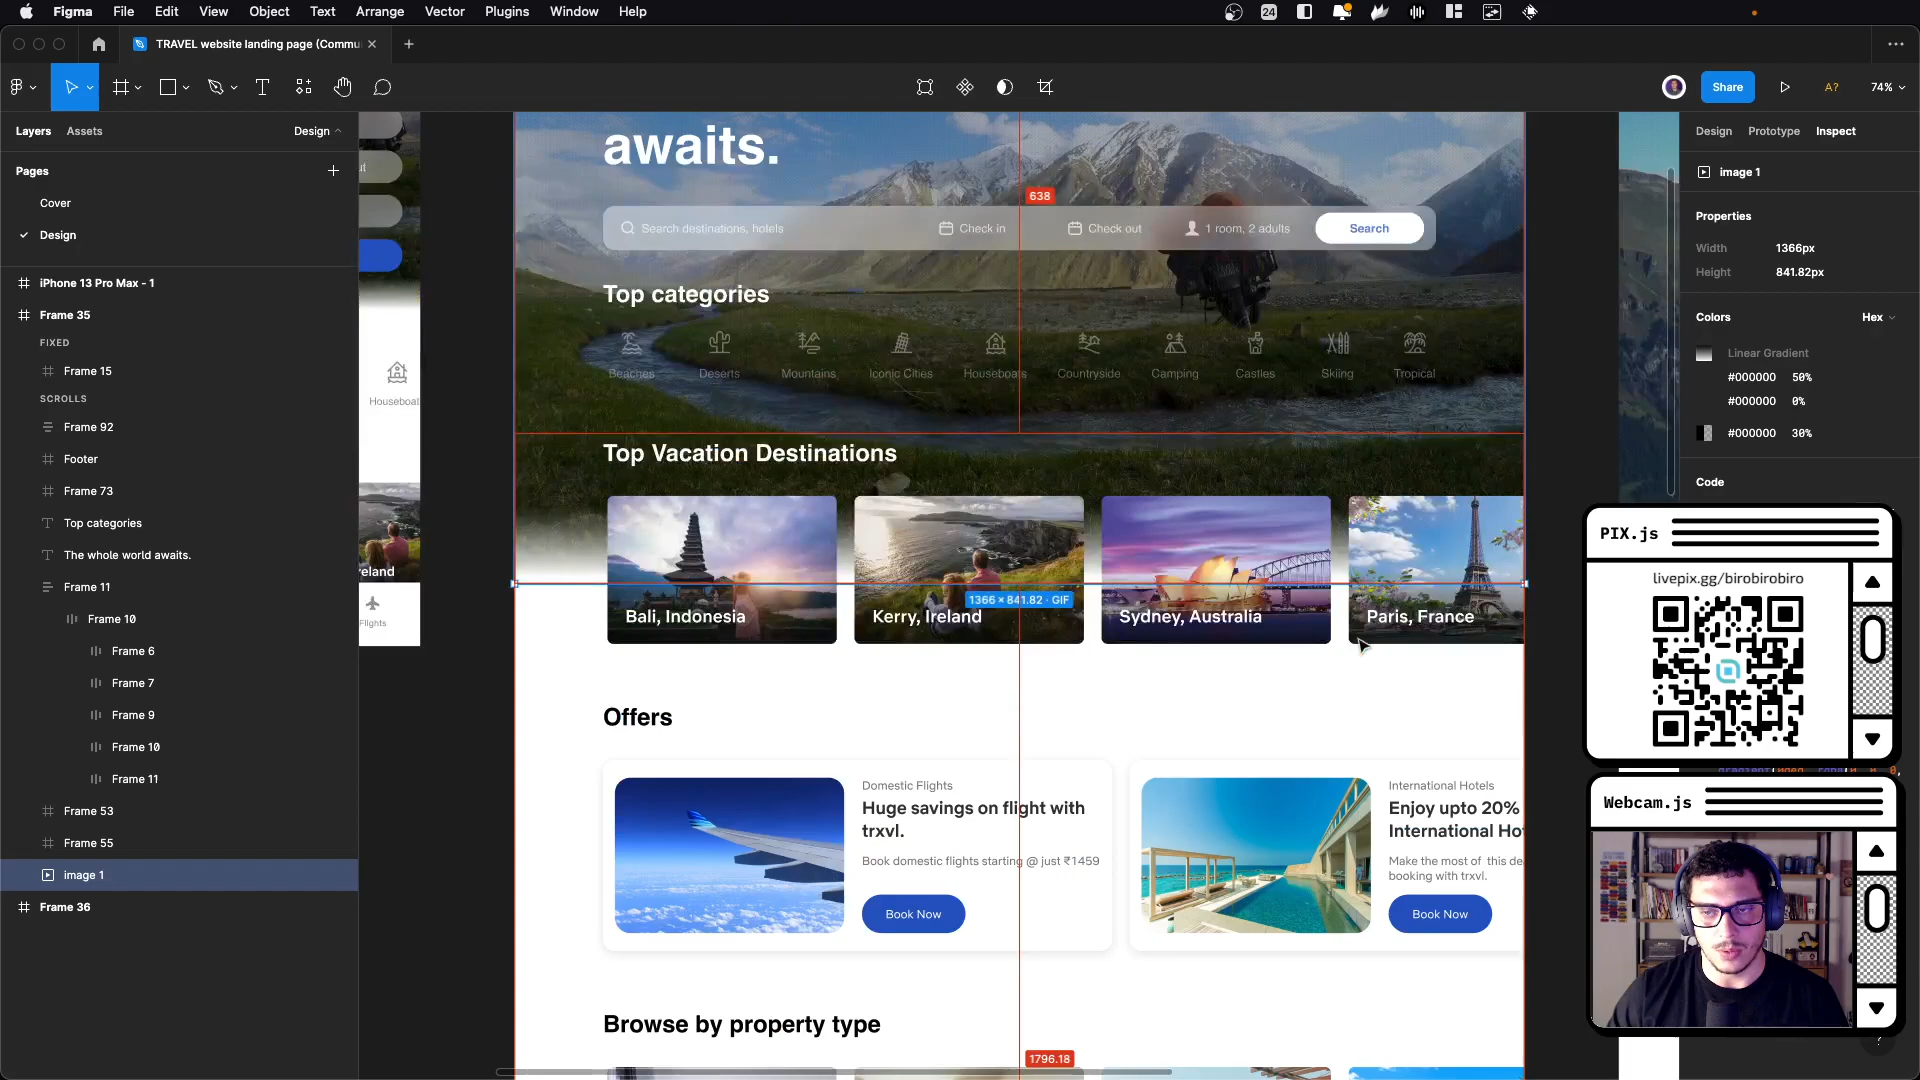 Figma File Edit View Object Text Arrange Vector Plugins Window Help
24
TRAVEL website landing page (Commu
Share
A?
74%
Layers Assets Design
Pages
Cover
Design
iPhone 13 Pro Max - 1
Frame 35
FIXED
Frame 15
SCROLLS
Frame 92
Footer
Frame 73
Top categories
The whole world awaits.
Frame 11
Frame 10
Frame 6
Frame 7
Frame 9
Frame 10
Frame 11
Frame 53
Frame 55
image 1
Frame 36
ut
Houseboat
reland
Flights
awaits.
638
Search destinations, hotels
Check in
Check out
1 room, 2 adults
Search
Top categories
Beaches Deserts Mountains Iconic Cities Houseboats Countryside Camping Castles Skiing Tropical
Top Vacation Destinations
Bali, Indonesia
Kerry, Ireland
Sydney, Australia
Paris, France
1366 × 841.82 · GIF
Offers
Domestic Flights
Huge savings on flight with
trxvl.
Book domestic flights starting @ just ₹1459
Book Now
International Hotels
Enjoy upto 20%
International Hot
Make the most of this de
booking with trxvl.
Book Now
Browse by property type
1796.18
Design Prototype Inspect
image 1
Properties
Width 1366px
Height 841.82px
Colors Hex
Linear Gradient
#000000 50%
#000000 0%
#000000 30%
Code
PIX.js
livepix.gg/birobirobiro
Webcam.js
?